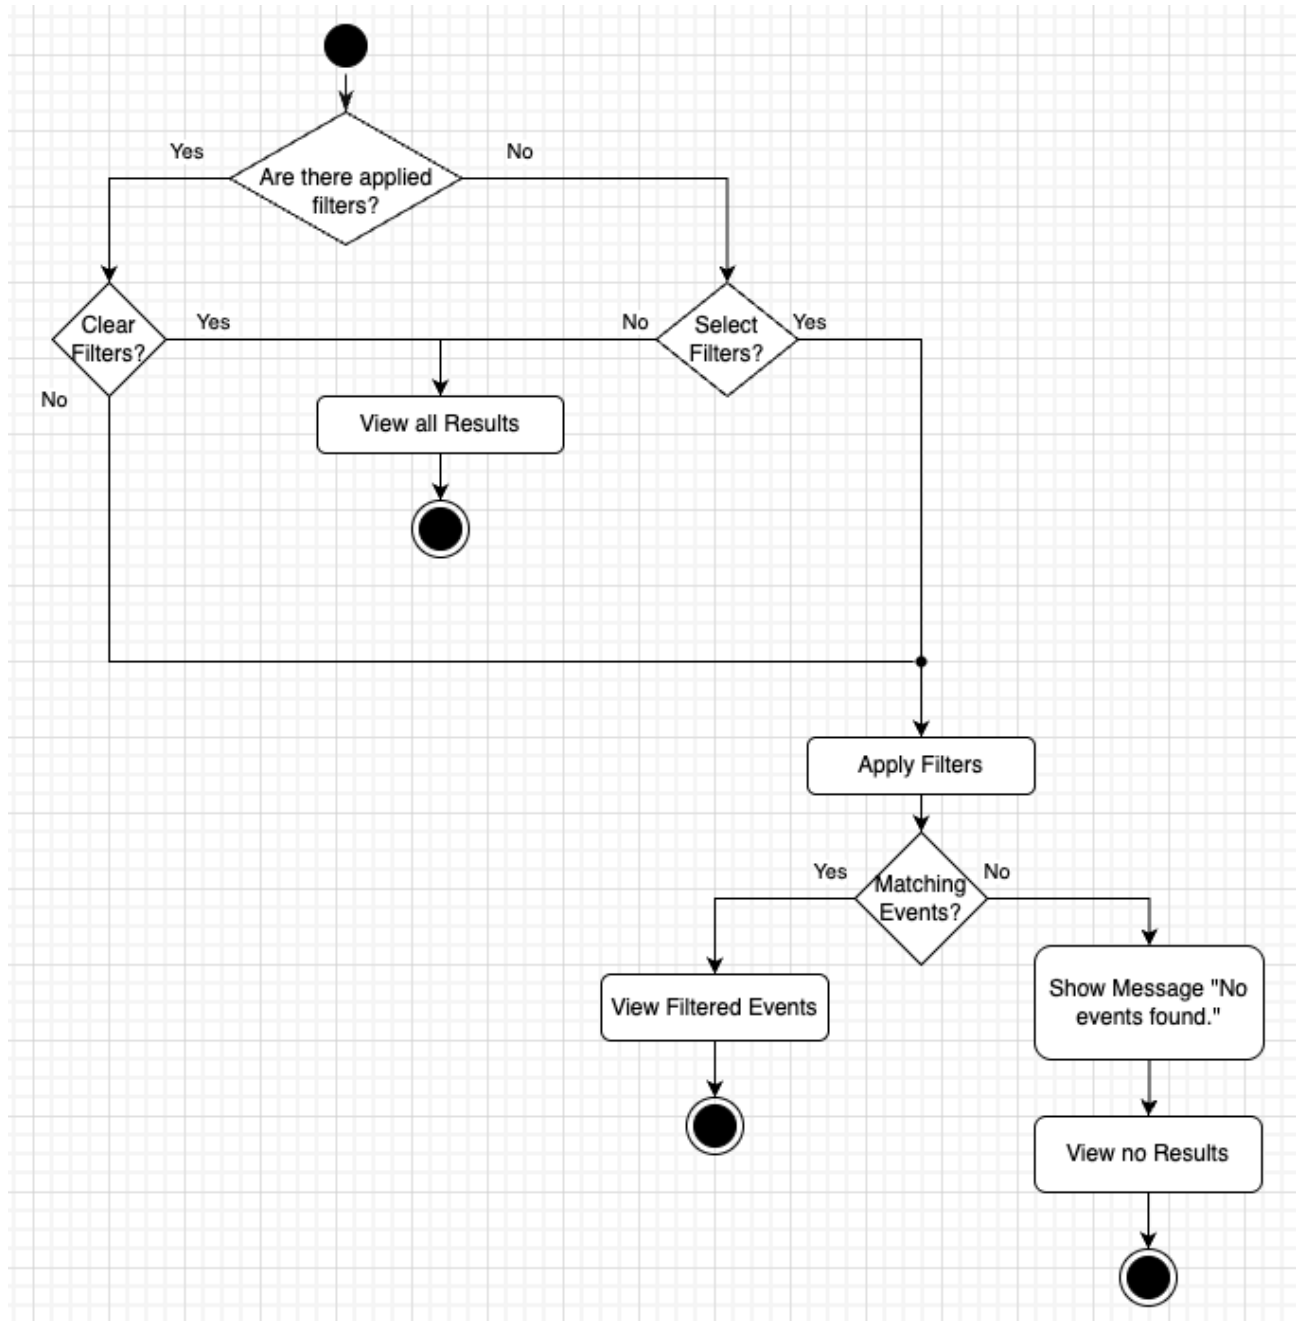 Yes
No
Are there applied
filters?
Clear
Filters?
Yes
No
No
Select
Filters?
Yes
View all Results
Apply Filters
Yes
Matching
Events?
No
View Filtered Events
Show Message "No
events found."
View no Results